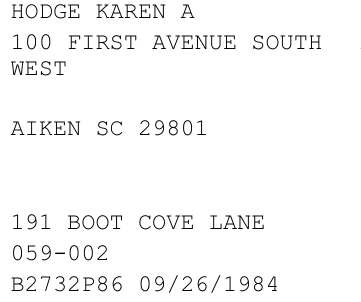 HODGE KAREN A
100 FIRST AVENUE SOUTH
WEST
AIKEN SC 29801
191 BOOT COVE LANE
059-002
B2732P86 09/26/1984